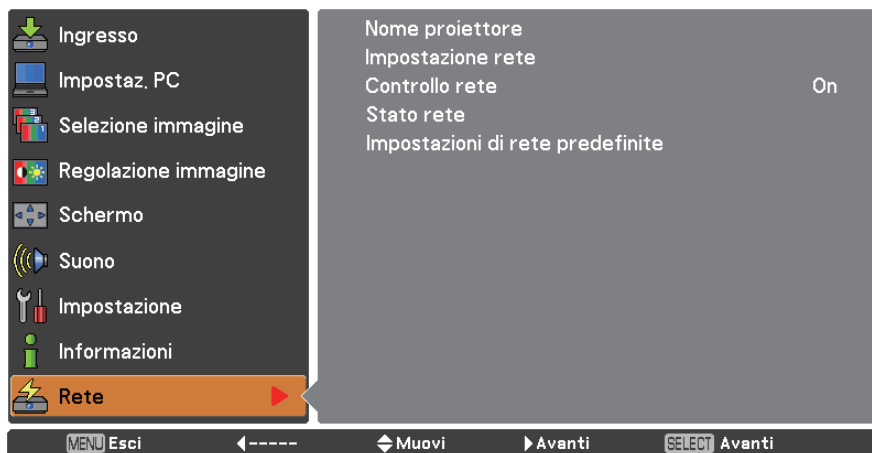 Ingresso
Impostaz. PC
Selezione immagine
Regolazione immagine
Schermo
Suono
Impostazione
Informazioni
Rete
Nome proiettore
Impostazione rete
Controllo rete On
Stato rete
Impostazioni di rete predefinite
MENU Esci ----- Muovi Avanti SELECT Avanti